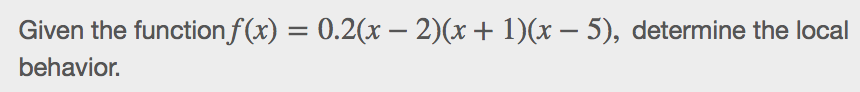 Given the function f(x) = 0.2(x − 2)(x + 1)(x − 5), determine the local
behavior.